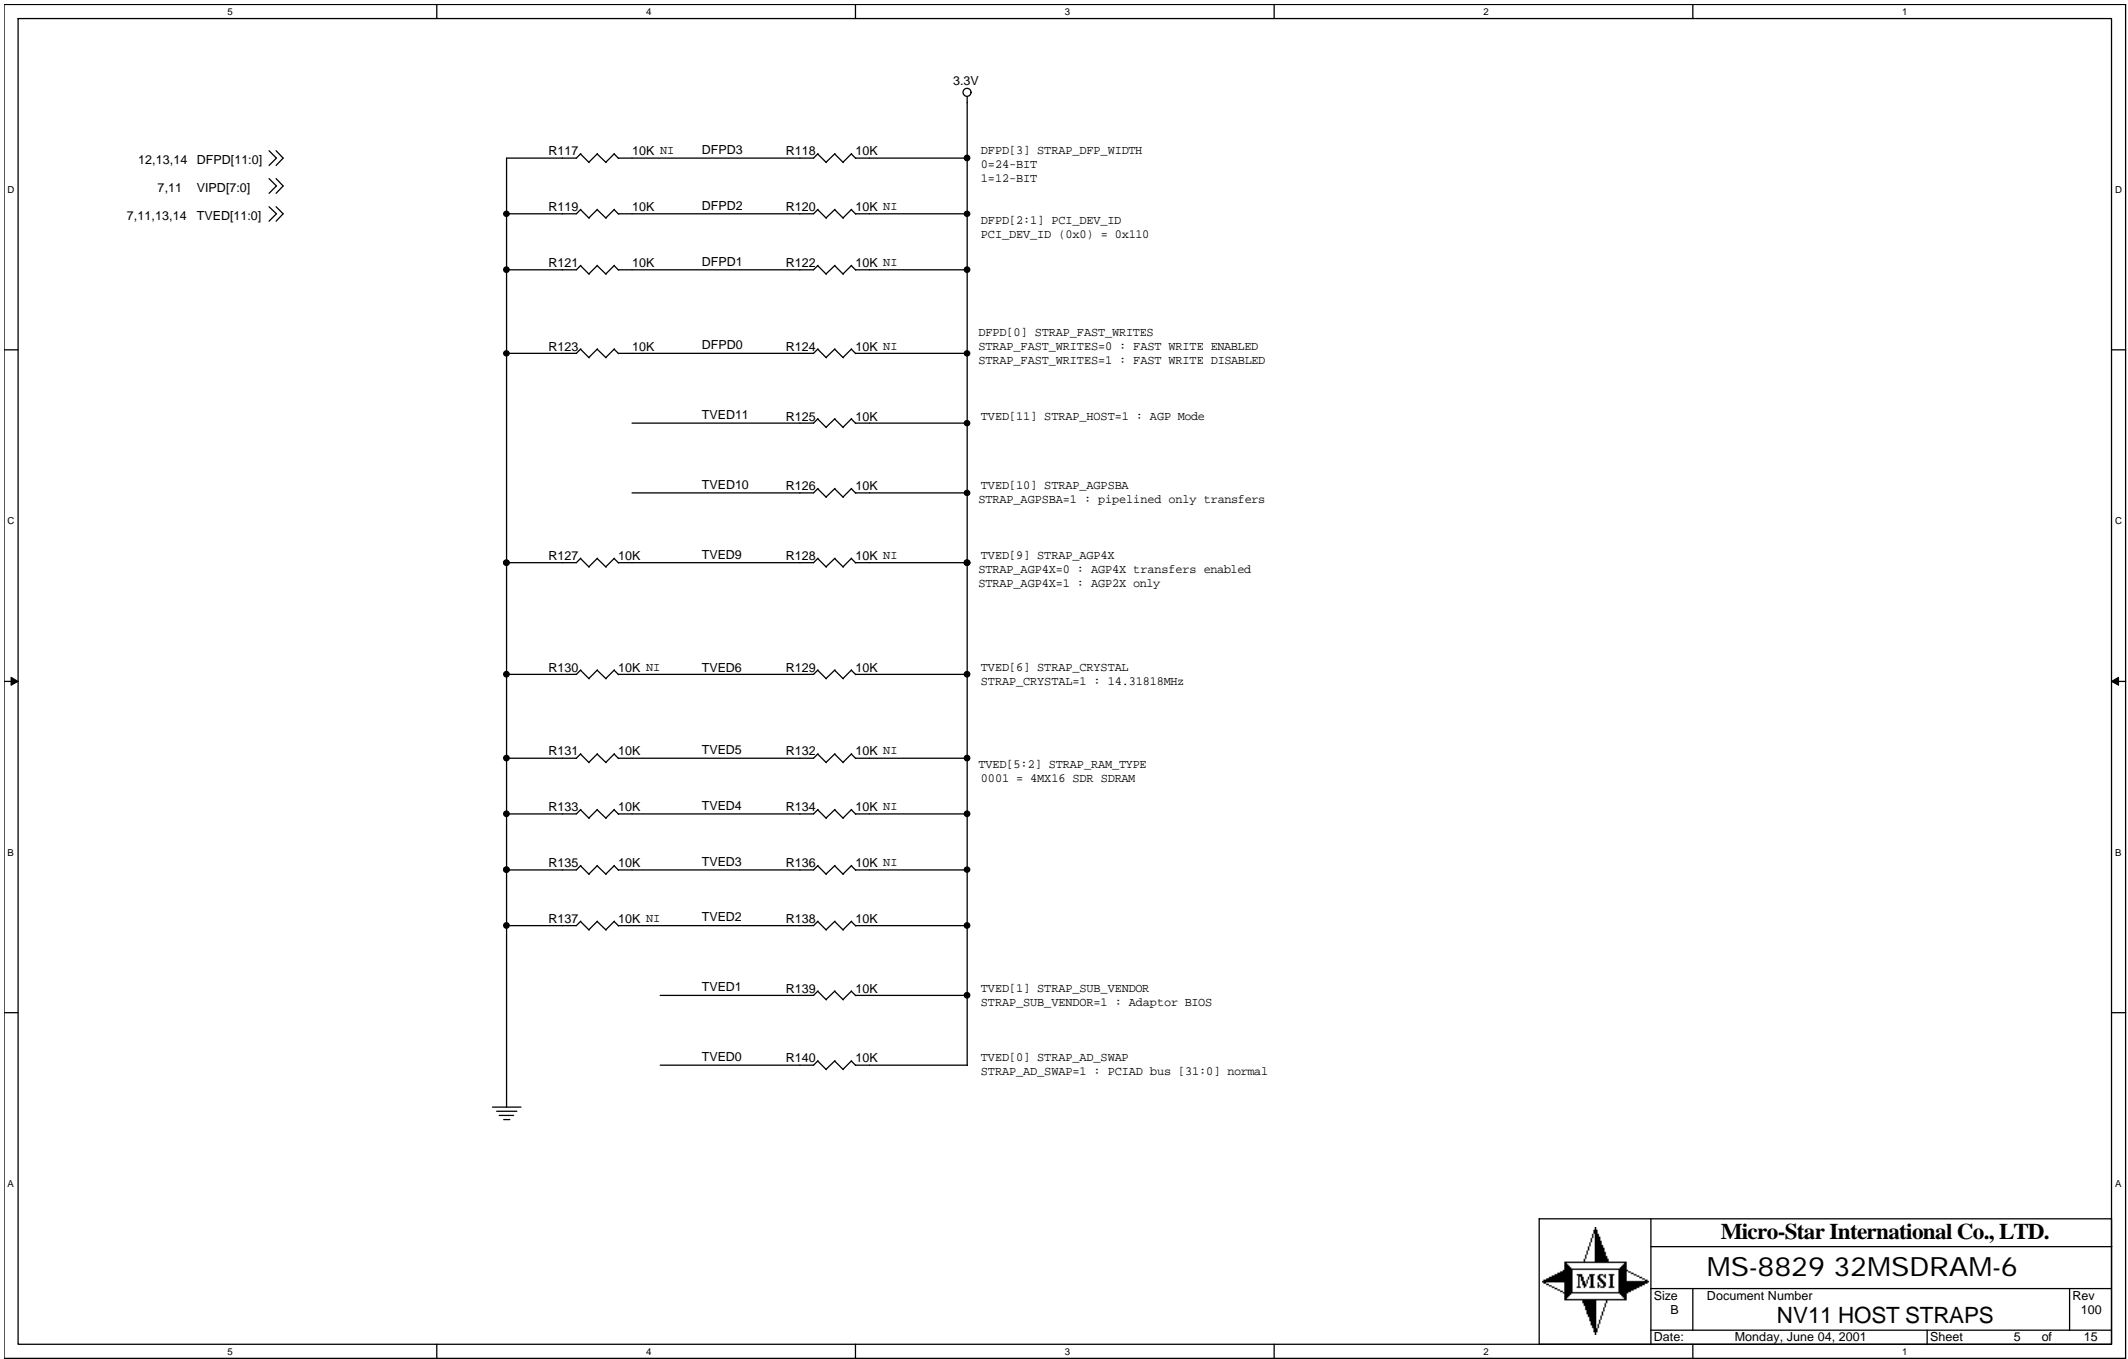 5 4 3 2 1
3.3V
12,13,14 DFPD[11:0]
7,11 VIPD[7:0]
7,11,13,14 TVED[11:0]
D D
R117 10K NI DFPD3 R118 10K
DFPD[3] STRAP_DFP_WIDTH
0=24-BIT
1=12-BIT
R119 10K DFPD2 R120 10K NI
DFPD[2:1] PCI_DEV_ID
PCI_DEV_ID (0x0) = 0x110
R121 10K DFPD1 R122 10K NI
DFPD[0] STRAP_FAST_WRITES
R123 10K DFPD0 R124 10K NI
STRAP_FAST_WRITES=0 : FAST WRITE ENABLED
STRAP_FAST_WRITES=1 : FAST WRITE DISABLED
TVED11 R125 10K
TVED[11] STRAP_HOST=1 : AGP Mode
TVED10 R126 10K
TVED[10] STRAP_AGPSBA
STRAP_AGPSBA=1 : pipelined only transfers
C C
R127 10K TVED9 R128 10K NI
TVED[9] STRAP_AGP4X
STRAP_AGP4X=0 : AGP4X transfers enabled
STRAP_AGP4X=1 : AGP2X only
R130 10K NI TVED6 R129 10K
TVED[6] STRAP_CRYSTAL
STRAP_CRYSTAL=1 : 14.31818MHz
R131 10K TVED5 R132 10K NI
TVED[5:2] STRAP_RAM_TYPE
0001 = 4MX16 SDR SDRAM
R133 10K TVED4 R134 10K NI
B B
R135 10K TVED3 R136 10K NI
R137 10K NI TVED2 R138 10K
TVED1 R139 10K
TVED[1] STRAP_SUB_VENDOR
STRAP_SUB_VENDOR=1 : Adaptor BIOS
TVED0 R140 10K
TVED[0] STRAP_AD_SWAP
STRAP_AD_SWAP=1 : PCIAD bus [31:0] normal
A A
MSI
Micro-Star International Co., LTD.
MS-8829 32MSDRAM-6
Size Document Number Rev
B NV11 HOST STRAPS 100
Date: Monday, June 04, 2001 Sheet 5 of 15
5 4 3 2 1